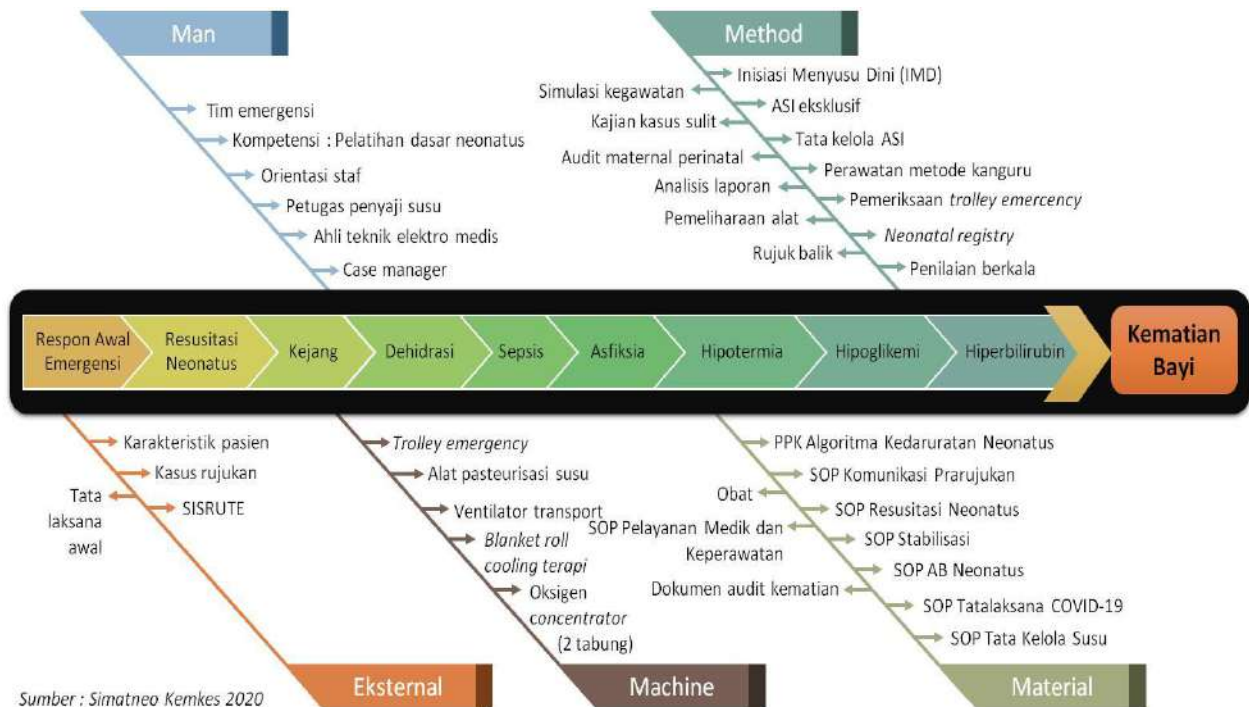 Man
Tim emergensi
Kompetensi : Pelatihan dasar neonatus
Orientasi staf
Petugas penyaji susu
Ahli teknik elektro medis
Case manager
Method
Inisiasi Menyusu Dini (IMD)
Simulasi kegawatan
ASI eksklusif
Kajian kasus sulit
Tata kelola ASI
Audit maternal perinatal
Perawatan metode kanguru
Analisis laporan
Pemeriksaan trolley emercency
Pemeliharaan alat
Neonatal registry
Rujuk balik
Penilaian berkala
Respon Awal
Emergensi
Resusitasi
Neonatus
Kejang
Dehidrasi
Sepsis
Asfiksia
Hipotermia
Hipoglikemi
Hiperbilirubin
Kematian
Bayi
Karakteristik pasien
Kasus rujukan
Tata
laksana
awal
SISRUTE
Eksternal
Trolley emergency
Alat pasteurisasi susu
Ventilator transport
Blanket roll
cooling terapi
Oksigen
concentrator
(2 tabung)
Machine
PPK Algoritma Kedaruratan Neonatus
SOP Komunikasi Prarujukan
Obat
SOP Resusitasi Neonatus
SOP Pelayanan Medik dan
Keperawatan
SOP Stabilisasi
SOP AB Neonatus
Dokumen audit kematian
SOP Tatalaksana COVID-19
SOP Tata Kelola Susu
Material
Sumber : Simatneo Kemkes 2020